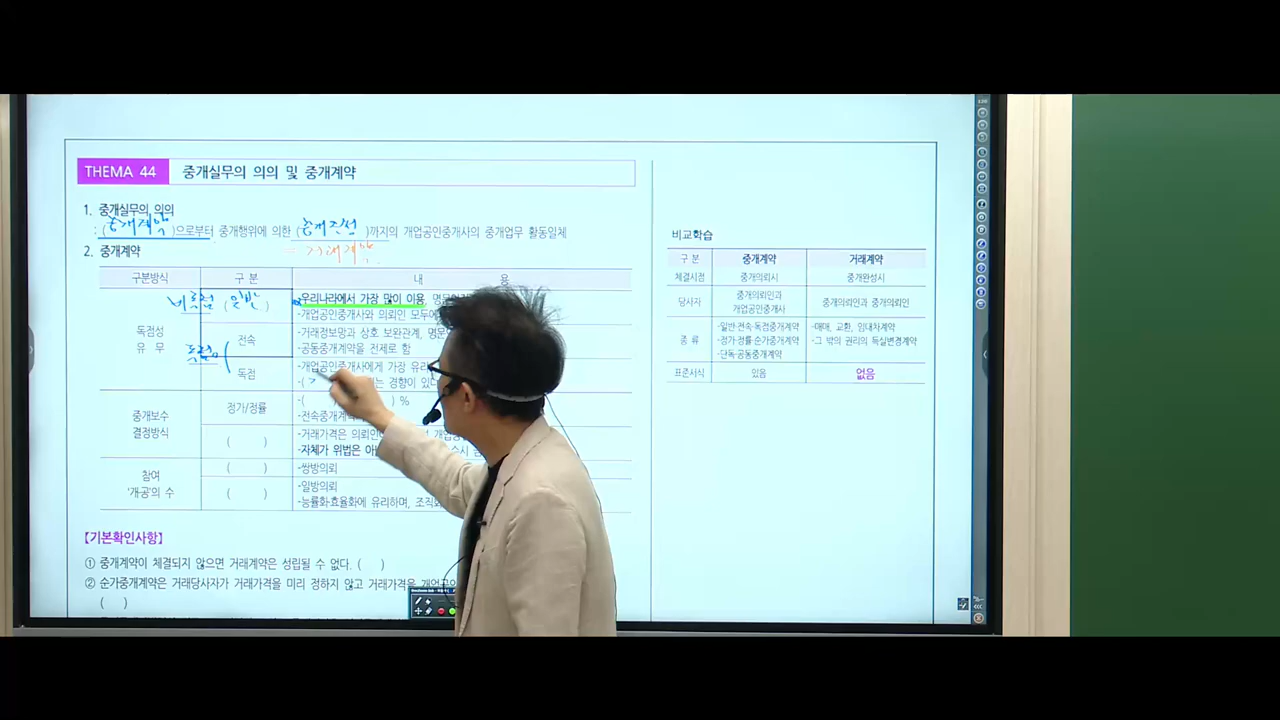 THEMA 44 중개실무의 의의 및 중개계약
1. 중개실무의 의의
: (중개계약)으로부터 중개행위에 의한 (중개완성)까지의 개업공인중개사의 중개업무 활동일체
= 거래계약
2. 중개계약
구분방식 구 분 내 용
독점성 유 무
비독점 (일반)
우리나라에서 가장 많이 이용,
-개업공인중개사와 의뢰인 모두에
독점
전속
-거래정보망과 상호 보완관계,
-공동중개계약을 전제로 함
독점
-개업공인중개사에게 가장 유리
-( 는 경향이 있다
중개보수 결정방식
정가/정률
-( ) %
-전속중개계약
( )
-거래가격은 의뢰인
-자체가 위법은
참여 '개공'의 수
( )
-쌍방의뢰
( )
-일방의뢰
-능률화·효율화에 유리하며,
【기본확인사항】
① 중개계약이 체결되지 않으면 거래계약은 성립될 수 없다. ( )
② 순가중개계약은 거래당사자가 거래가격을 미리 정하지 않고 거래가격을
( )
비교학습
구 분 중개계약 거래계약
체결시점 중개의뢰시 중개완성시
당사자 중개의뢰인과 개업공인중개사 중개의뢰인과 중개의뢰인
종 류
-일반·전속·독점중개계약
-정가·정률·순가중개계약
-단독·공동중개계약
-매매, 교환, 임대차계약
-그 밖의 권리의 득실변경계약
표준서식 있음 없음